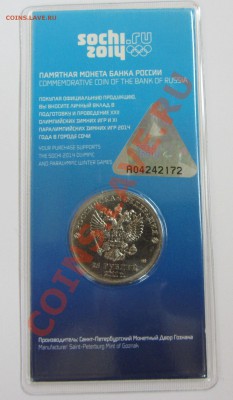 COINS.LAVE.RU
sochi.ru
2014
ПАМЯТНАЯ МОНЕТА БАНКА РОССИИ
COMMEMORATIVE COIN OF THE BANK OF RUSSIA
ПОКУПАЯ ОФИЦИАЛЬНУЮ ПРОДУКЦИЮ,
ВЫ ВНОСИТЕ ЛИЧНЫЙ ВКЛАД В
ПОДГОТОВКУ И ПРОВЕДЕНИЕ XXII
ОЛИМПИЙСКИХ ЗИМНИХ ИГР И XI
ПАРАЛИМПИЙСКИХ ЗИМНИХ ИГР 2014
ГОДА В ГОРОДЕ СОЧИ
YOUR PURCHASE SUPPORTS
THE SOCHI 2014 OLYMPIC
AND PARALYMPIC WINTER GAMES
A04242172
25 РУБЛЕЙ
Производитель: Санкт-Петербургский Монетный Двор Гознака
Manufacturer: Saint-Petersburg Mint of Goznak